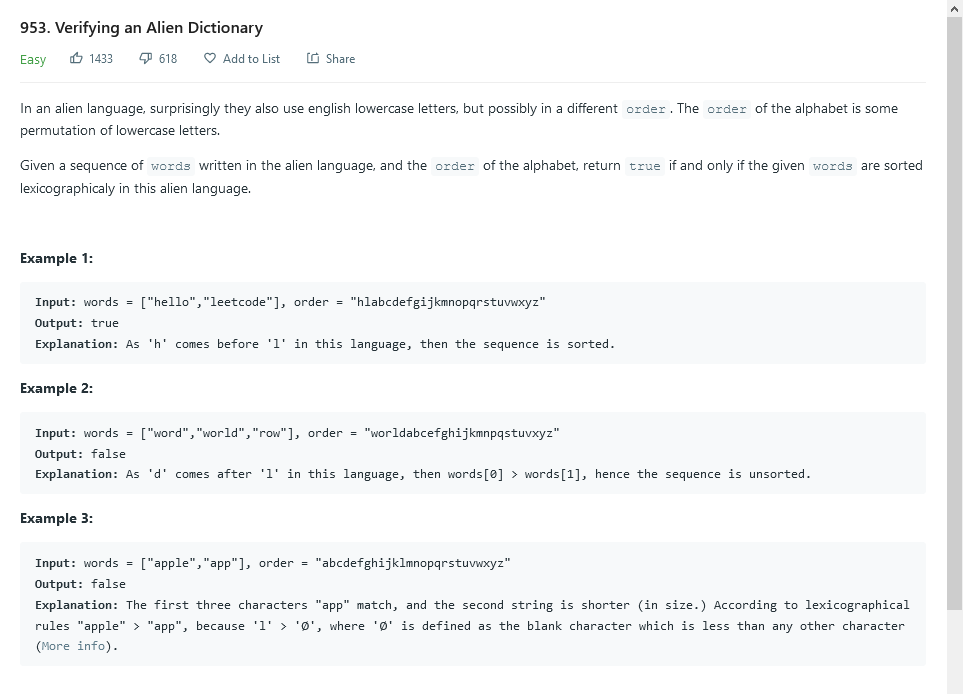 953. Verifying an Alien Dictionary
Easy 1433 618 Add to List Share
In an alien language, surprisingly they also use english lowercase letters, but possibly in a different order. The order of the alphabet is some
permutation of lowercase letters.
Given a sequence of words written in the alien language, and the order of the alphabet, return true if and only if the given words are sorted
lexicographicaly in this alien language.
Example 1:
Input: words = ["hello","leetcode"], order = "hlabcdefgijkmnopqrstuvwxyz"
Output: true
Explanation: As 'h' comes before 'l' in this language, then the sequence is sorted.
Example 2:
Input: words = ["word","world","row"], order = "worldabcefghijkmnpqstuvxyz"
Output: false
Explanation: As 'd' comes after 'l' in this language, then words[0] > words[1], hence the sequence is unsorted.
Example 3:
Input: words = ["apple","app"], order = "abcdefghijklmnopqrstuvwxyz"
Output: false
Explanation: The first three characters "app" match, and the second string is shorter (in size.) According to lexicographical
rules "apple" > "app", because 'l' > 'Ø', where 'Ø' is defined as the blank character which is less than any other character
(More info).